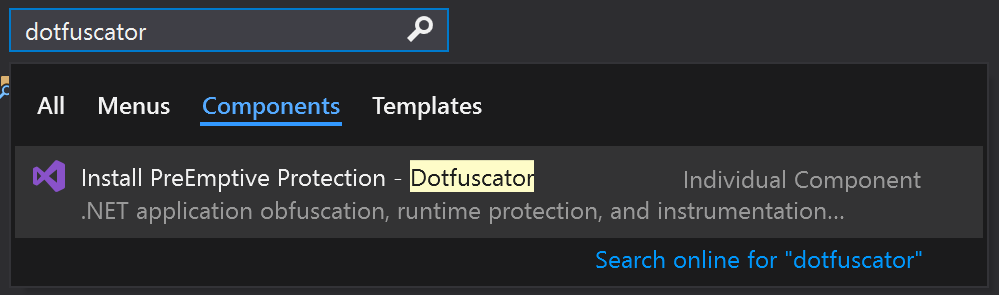 dotfuscator
All Menus Components Templates
Install PreEmptive Protection - Dotfuscator Individual Component
.NET application obfuscation, runtime protection, and instrumentation...
Search online for "dotfuscator"